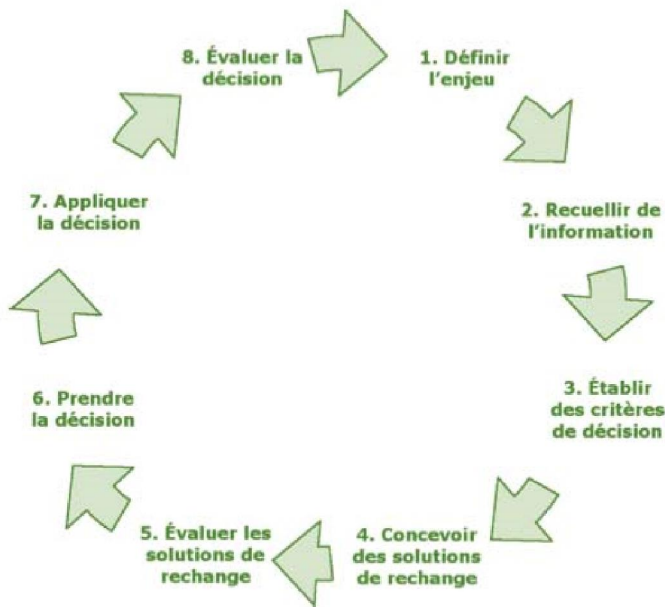 1. Définir
l'enjeu
2. Recuellir de
l'information
3. Établir
des critères
de décision
4. Concevoir
des solutions
de rechange
5. Évaluer les
solutions de
rechange
6. Prendre
la décision
7. Appliquer
la décision
8. Évaluer la
décision